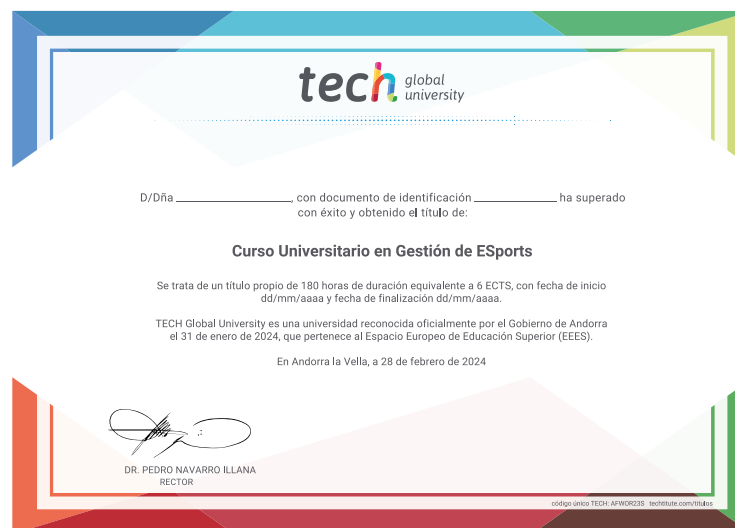 tech global university
D/Dña ____________________, con documento de identificación ______________ ha superado
con éxito y obtenido el título de:
Curso Universitario en Gestión de ESports
Se trata de un título propio de 180 horas de duración equivalente a 6 ECTS, con fecha de inicio
dd/mm/aaaa y fecha de finalización dd/mm/aaaa.
TECH Global University es una universidad reconocida oficialmente por el Gobierno de Andorra
el 31 de enero de 2024, que pertenece al Espacio Europeo de Educación Superior (EEES).
En Andorra la Vella, a 28 de febrero de 2024
DR. PEDRO NAVARRO ILLANA
RECTOR
código único TECH: AFWOR23S techtitute.com/titulos